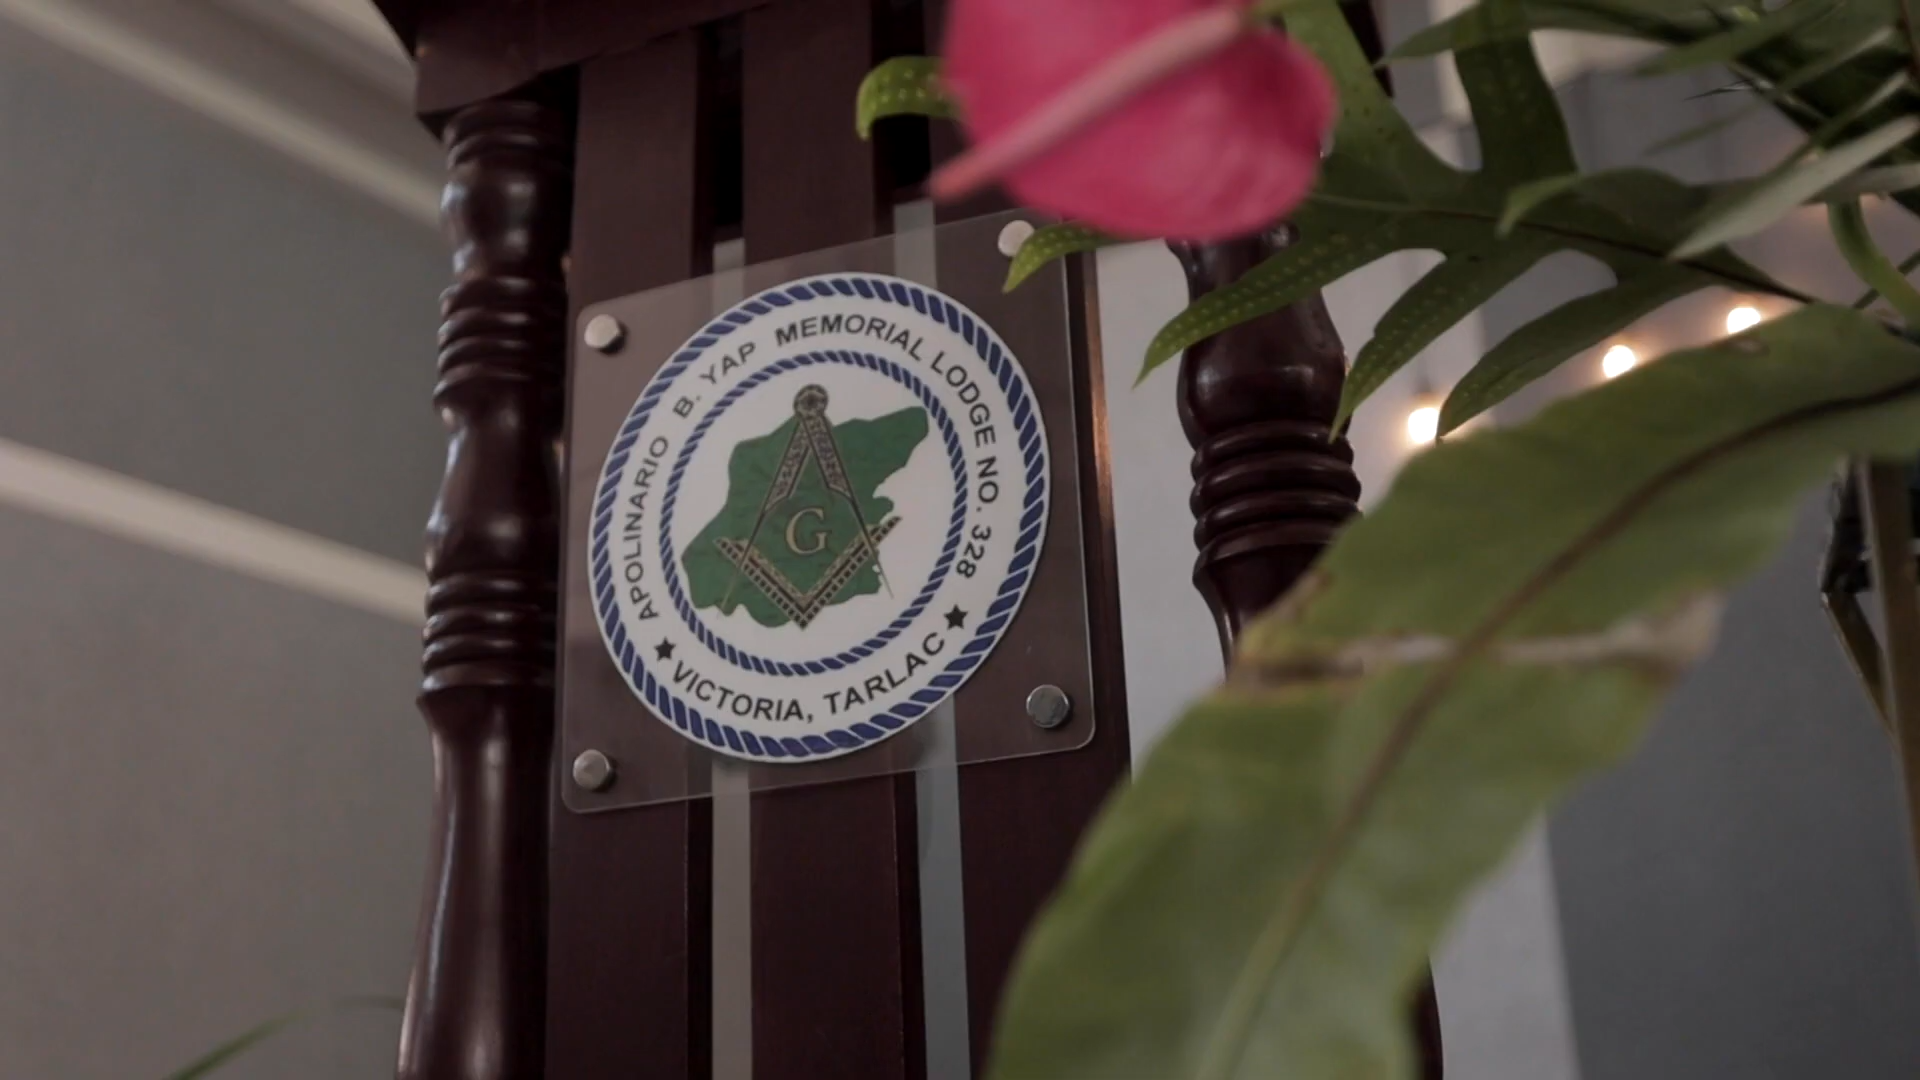 APOLINARIO B. YAP MEMORIAL LODGE NO. 328
★ VICTORIA, TARLAC ★
G